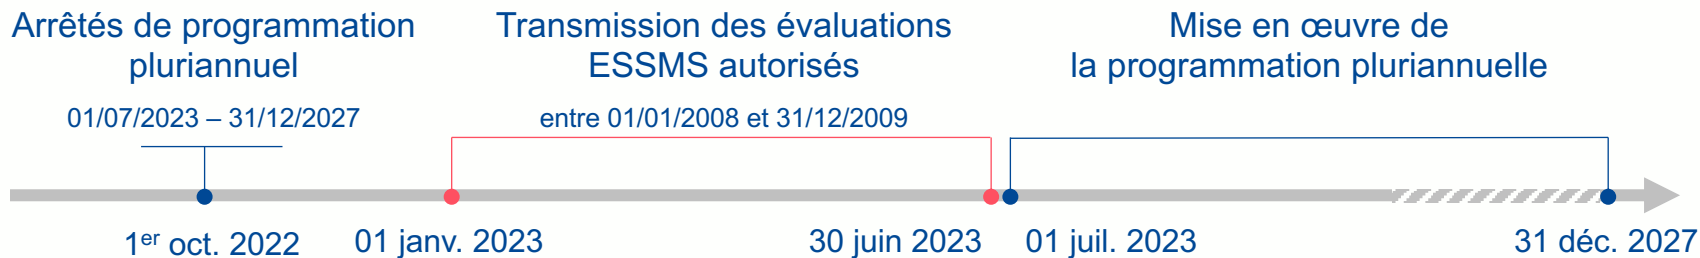 Arrêtés de programmation
pluriannuel
01/07/2023 – 31/12/2027
Transmission des évaluations
ESSMS autorisés
entre 01/01/2008 et 31/12/2009
Mise en œuvre de
la programmation pluriannuelle
1er oct. 2022
01 janv. 2023
30 juin 2023
01 juil. 2023
31 déc. 2027